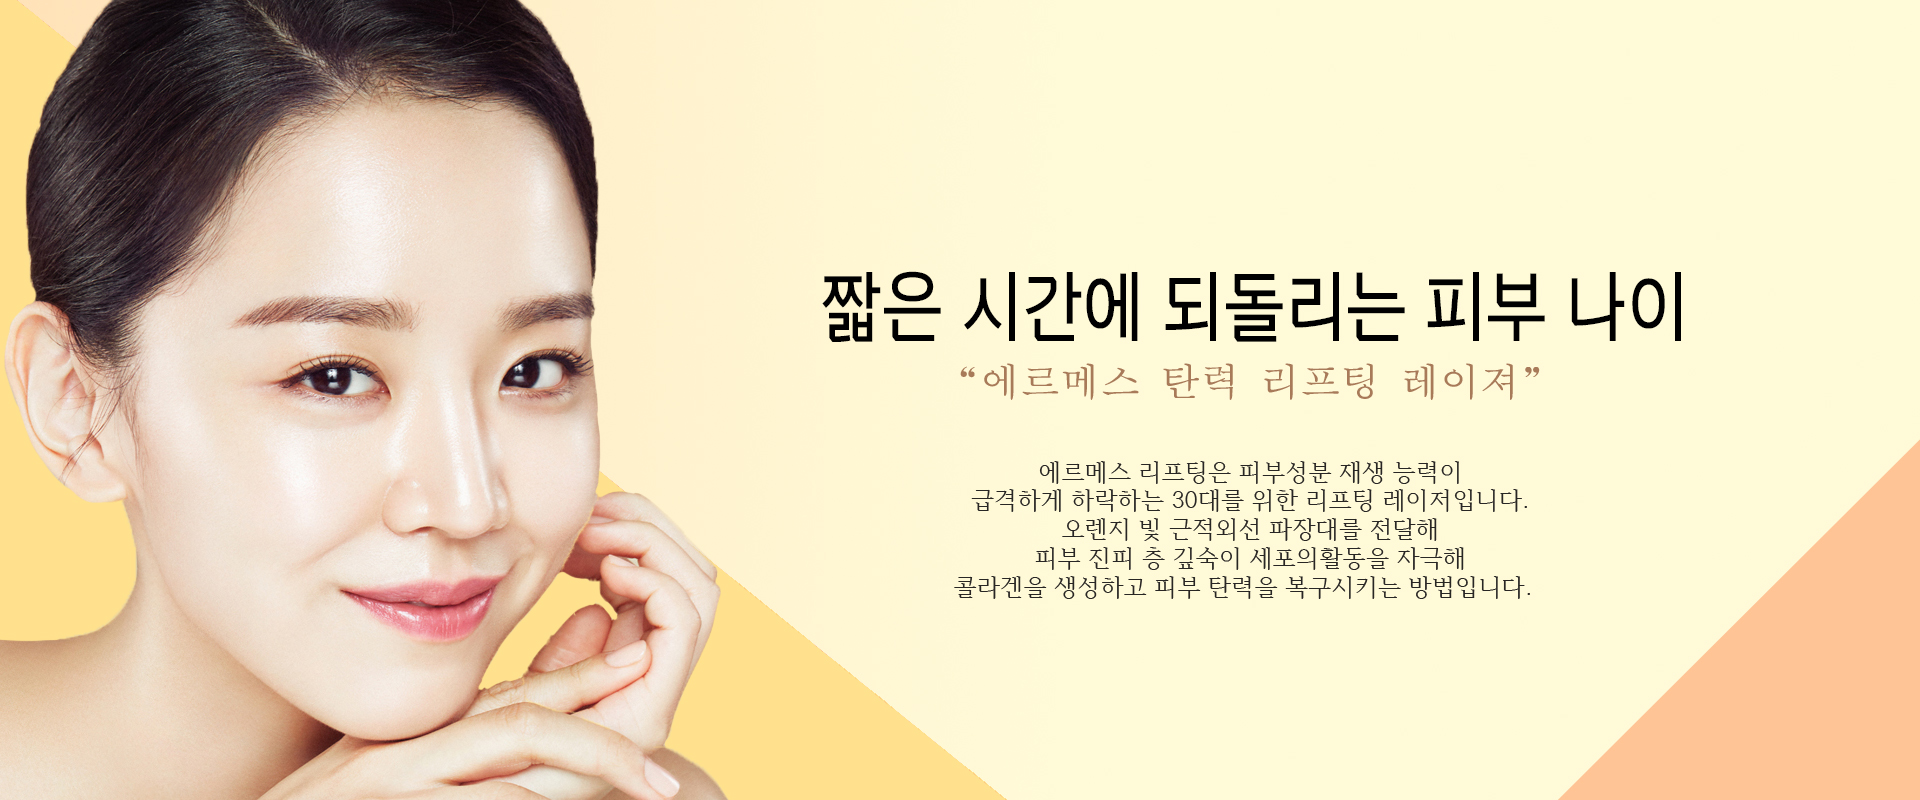 짧은 시간에 되돌리는 피부 나이
“에르메스 탄력 리프팅 레이져”
에르메스 리프팅은 피부성분 재생 능력이
급격하게 하락하는 30대를 위한 리프팅 레이저입니다.
오렌지 빛 근적외선 파장대를 전달해
피부 진피 층 깊숙이 세포의활동을 자극해
콜라겐을 생성하고 피부 탄력을 복구시키는 방법입니다.